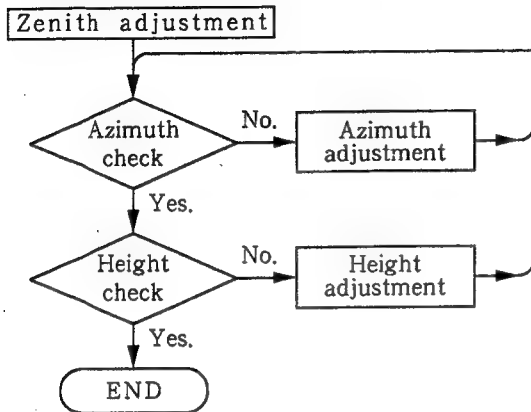 Zenith adjustment
Azimuth
check
No.
Azimuth
adjustment
Yes.
Height
check
No.
Height
adjustment
Yes.
END